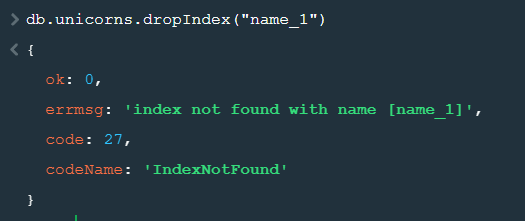 > db.unicorns.dropIndex("name_1")
< {
ok: 0,
errmsg: 'index not found with name [name_1]',
code: 27,
codeName: 'IndexNotFound'
}